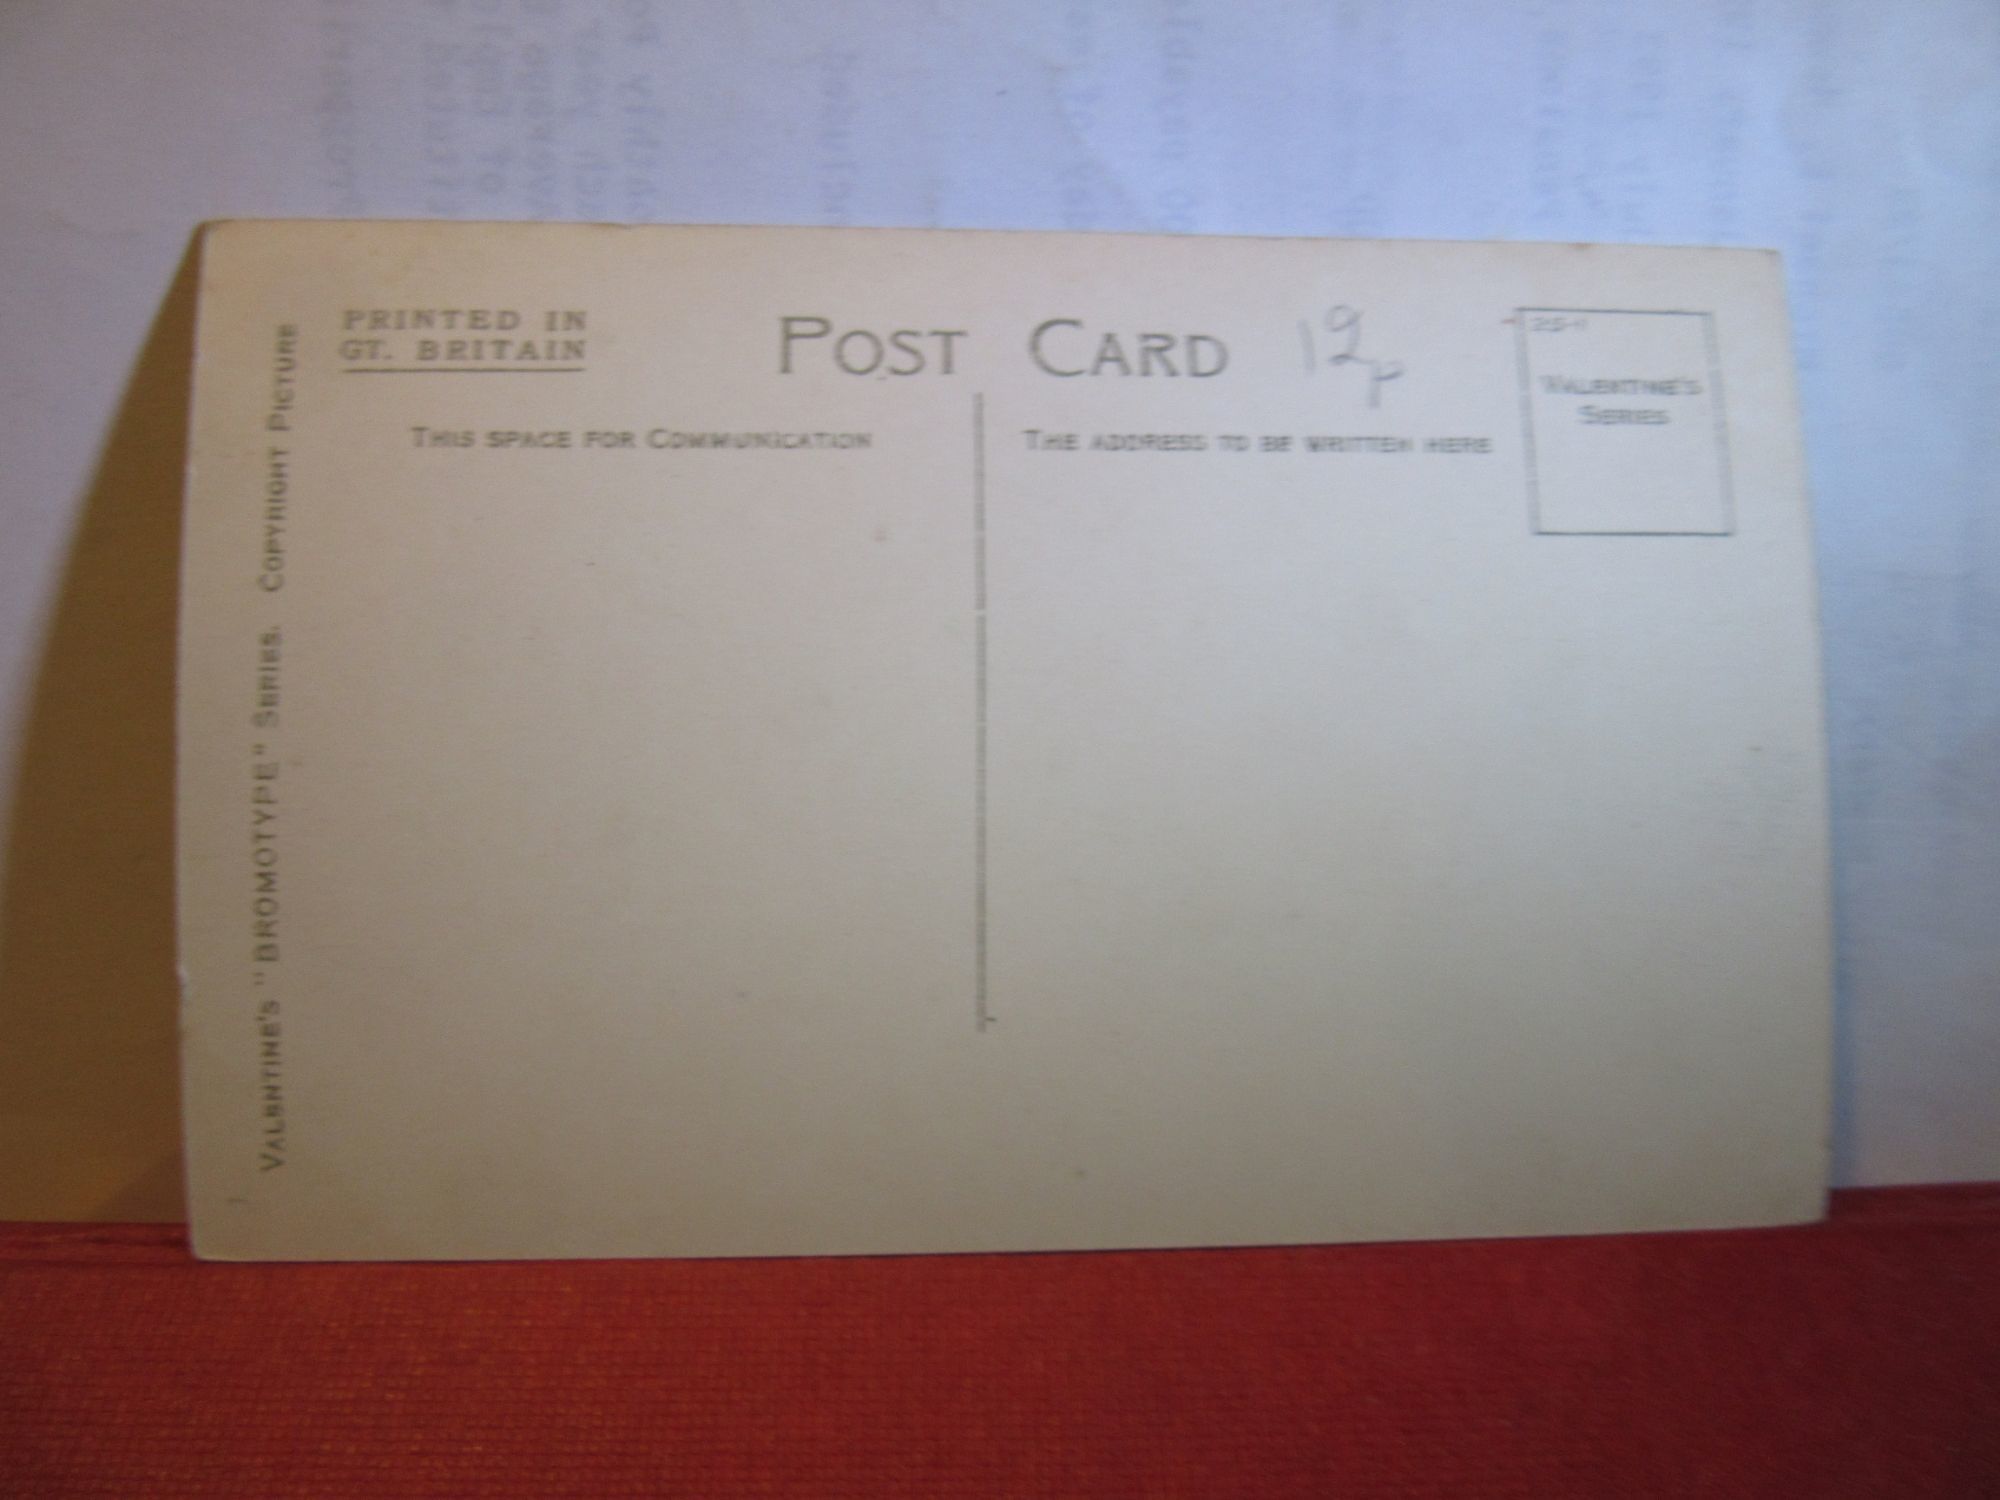 PRINTED IN
GT. BRITAIN
POST CARD
12p
VALENTINE'S
SERIES
THIS SPACE FOR COMMUNICATION
THE ADDRESS TO BE WRITTEN HERE
VALENTINE'S "BROMOTYPE" SERIES. COPYRIGHT PICTURE